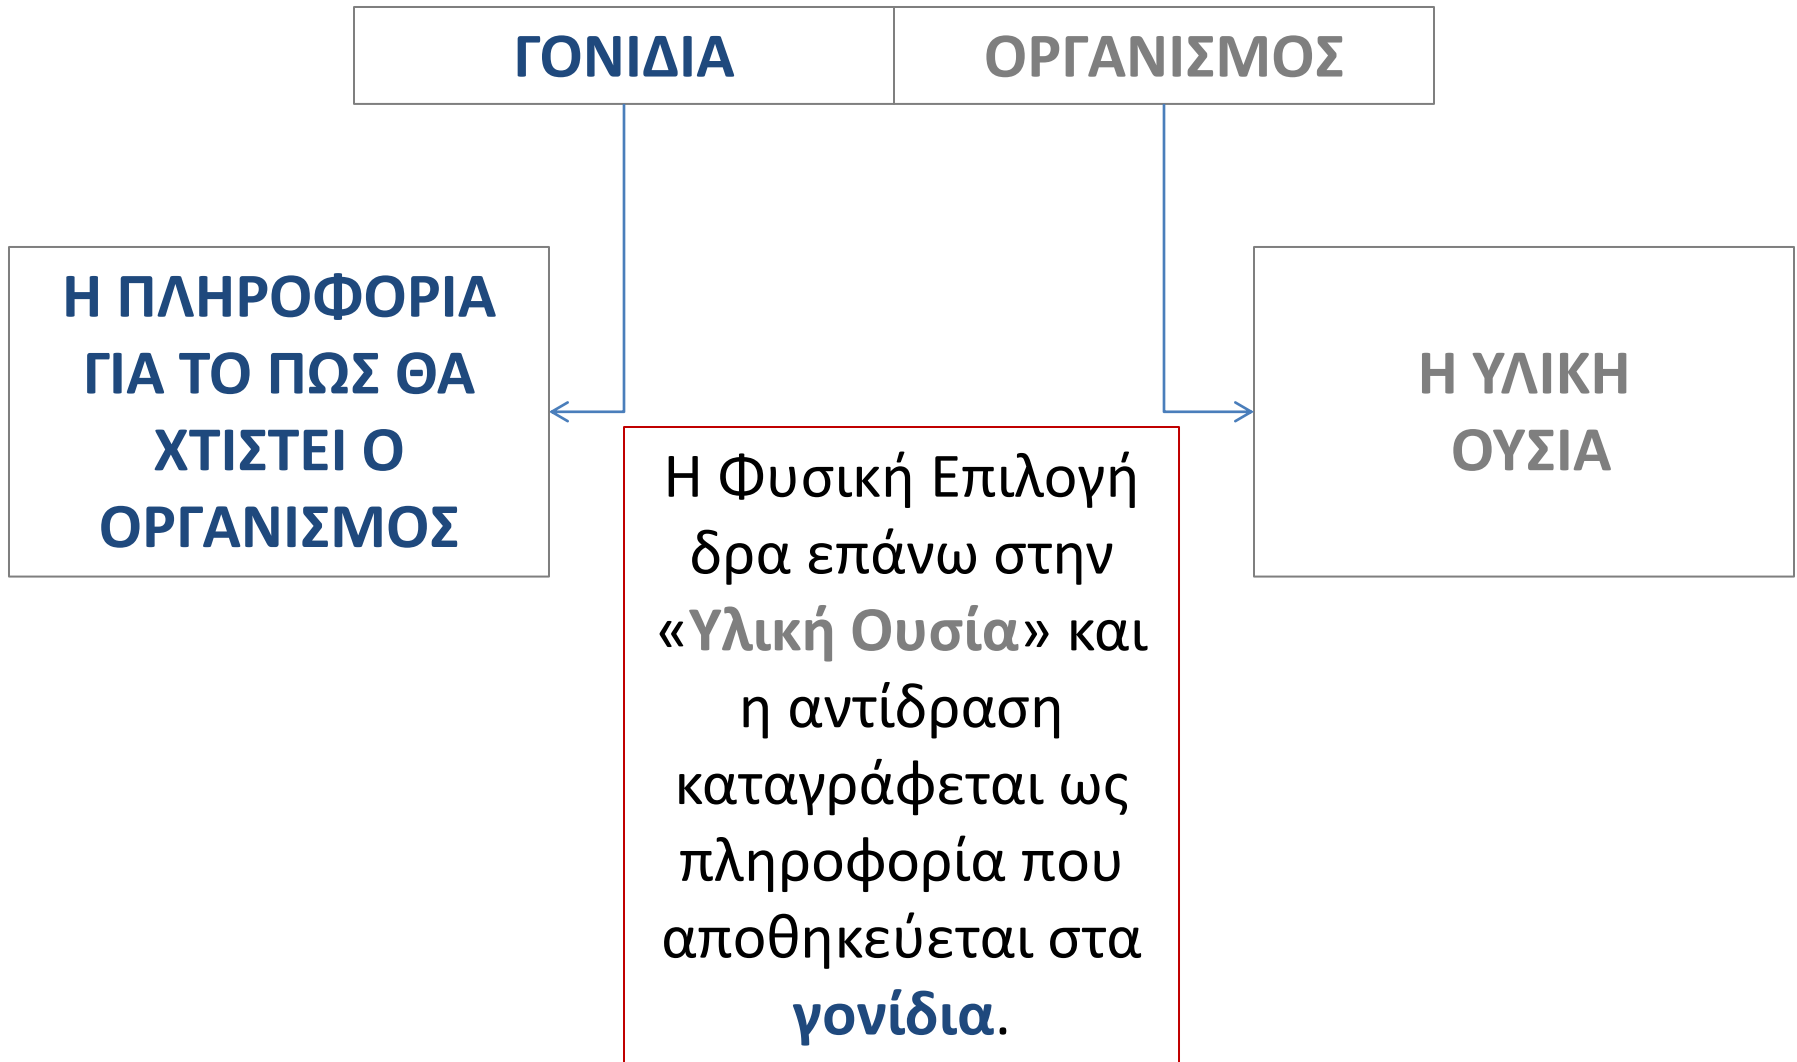 ΓΟΝΙΔΙΑ
ΟΡΓΑΝΙΣΜΟΣ
Η ΠΛΗΡΟΦΟΡΙΑ
ΓΙΑ ΤΟ ΠΩΣ ΘΑ
ΧΤΙΣΤΕΙ Ο
ΟΡΓΑΝΙΣΜΟΣ
Η ΥΛΙΚΗ
ΟΥΣΙΑ
Η Φυσική Επιλογή
δρα επάνω στην
«Υλική Ουσία» και
η αντίδραση
καταγράφεται ως
πληροφορία που
αποθηκεύεται στα
γονίδια.